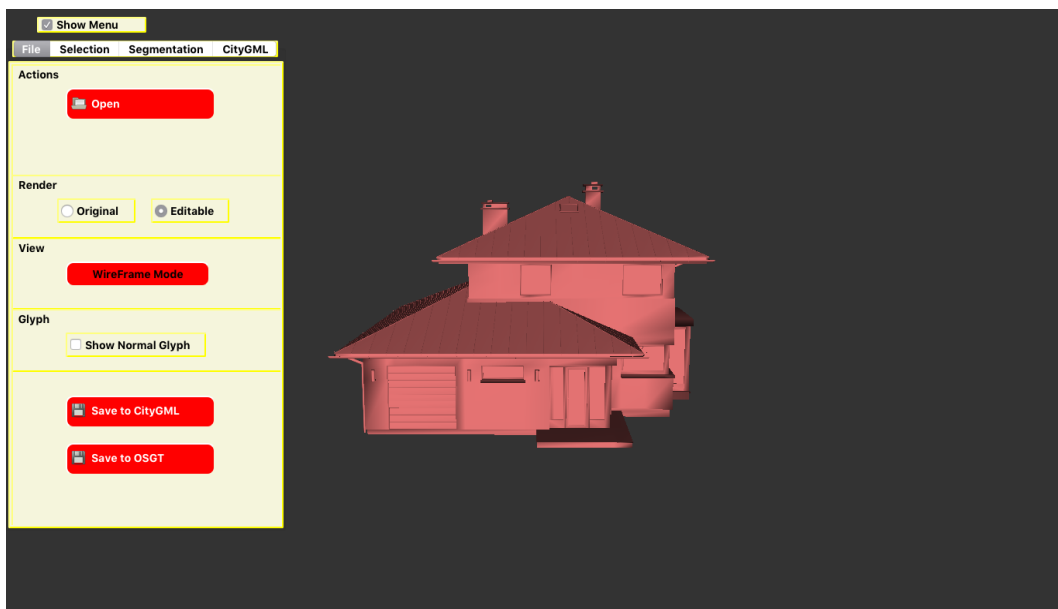 Show Menu
File Selection Segmentation CityGML
Actions
Open
Render
Original Editable
View
WireFrame Mode
Glyph
Show Normal Glyph
Save to CityGML
Save to OSGT